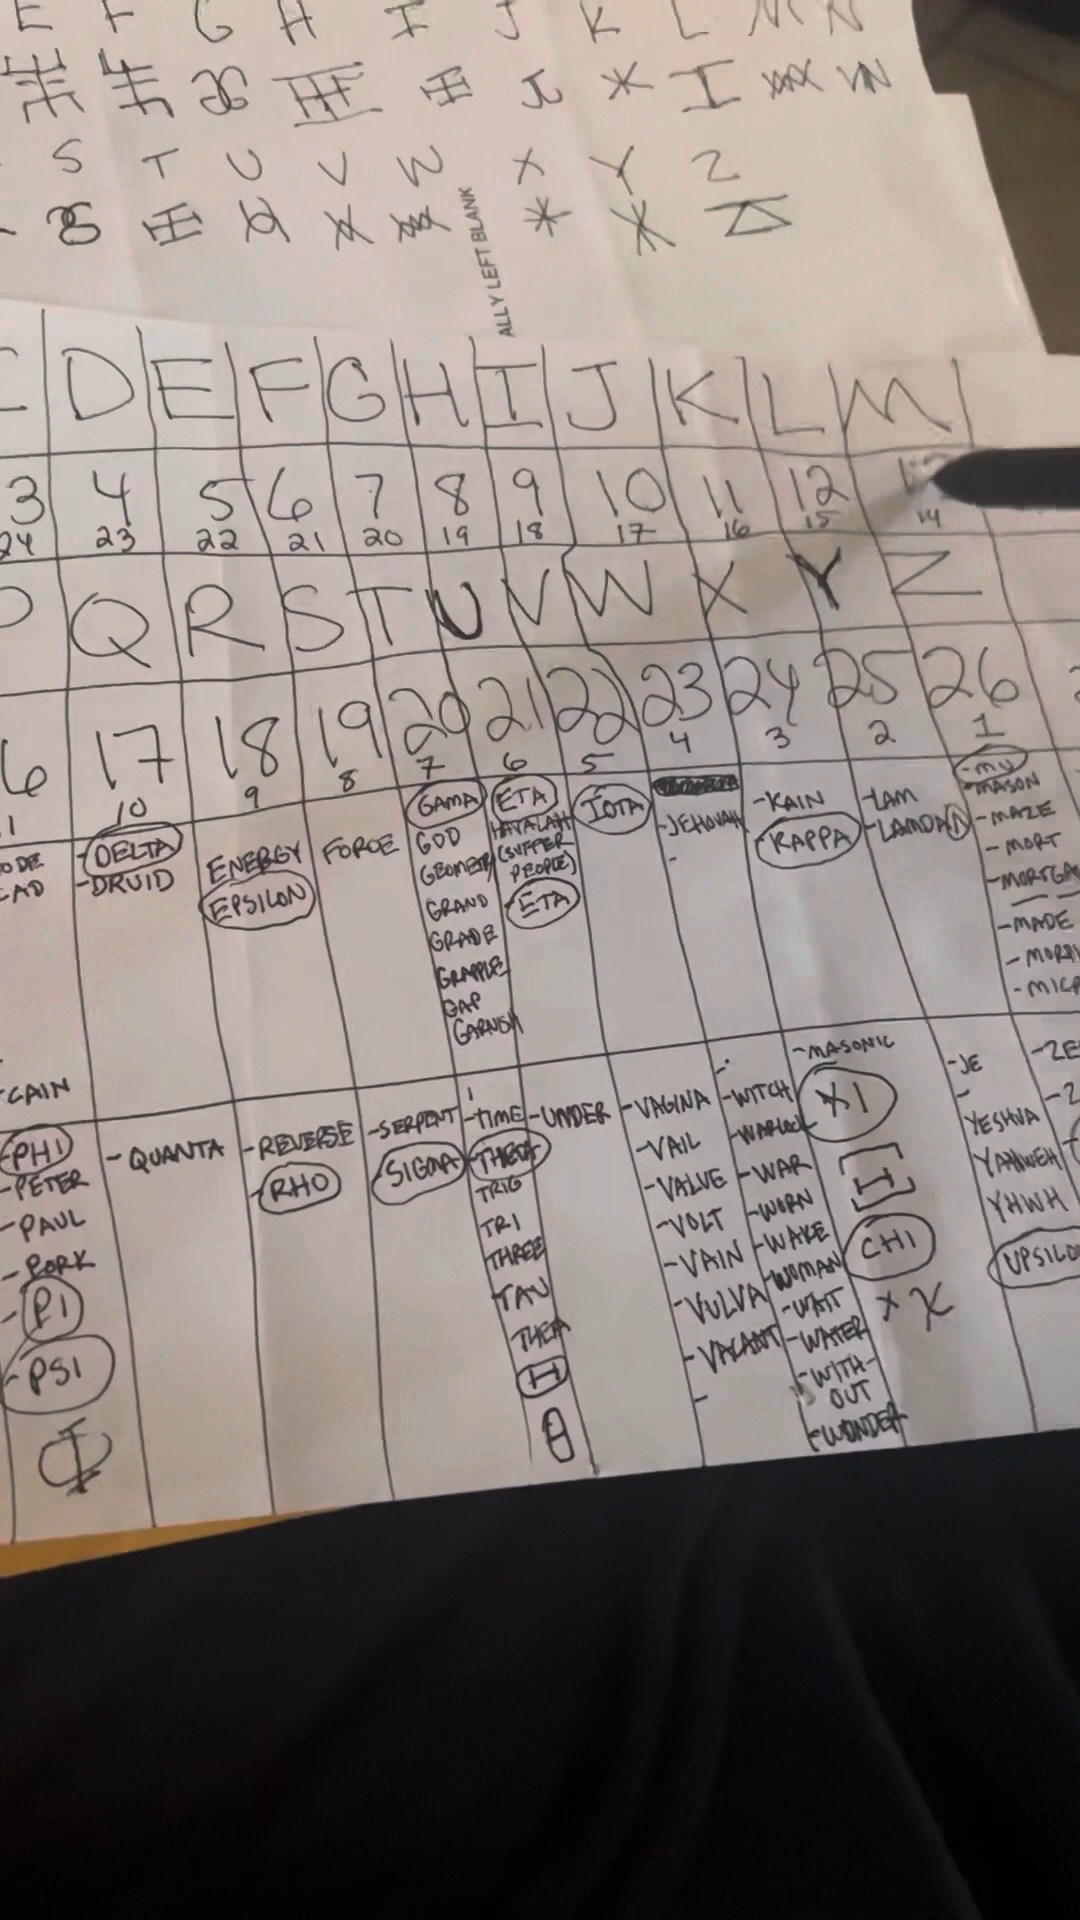 E F G H I J K L M N
S T U V W X Y Z
ALLY LEFT BLANK
D E F G H I J K L M
3 4 5 6 7 8 9 10 11 12
24 23 22 21 20 19 18 17 16 15 14
Q R S T U V W X Y Z
17 18 19 20 21 22 23 24 25 26
10 9 8 7 6 5 4 3 2 1
-DELTA
-DRUID
ENERGY
EPSILON
FORCE
GAMA
GOD
GEOMETRY
GRAND
GRADE
GRAPPLE
GAP
GARNISH
ETA
HAVALAH
(SUFFER
PEOPLE)
-ETA
IOTA
-JEHOVAH
-
-KAIN
KAPPA
-LAM
-LAMDA
-MU
-MASON
-MAZE
-MORT
-MORTGA
-MADE
CAIN
PHI
-PETER
-PAUL
-PORK
PI
-PSI
Φ
-QUANTA
-REVERSE
-RHO
-SERPENT
SIGMA
-TIME
-THETA
TRIG
TRI
THREE
TAU
THEA
H
θ
-UNDER
-VAGINA
-VAIL
-VALVE
-VOLT
-VAIN
-VULVA
-VACANT
-
-WITCH
-WARLOCK
-WAR
-WORN
-WAKE
-WOMAN
-WAIT
-WATER
-WITH-
OUT
-WONDER
-MASONIC
XI
[I]
CHI
X X
-JE
-
YESHUA
YAHWEH
YHWH
UPSILON
-ZE